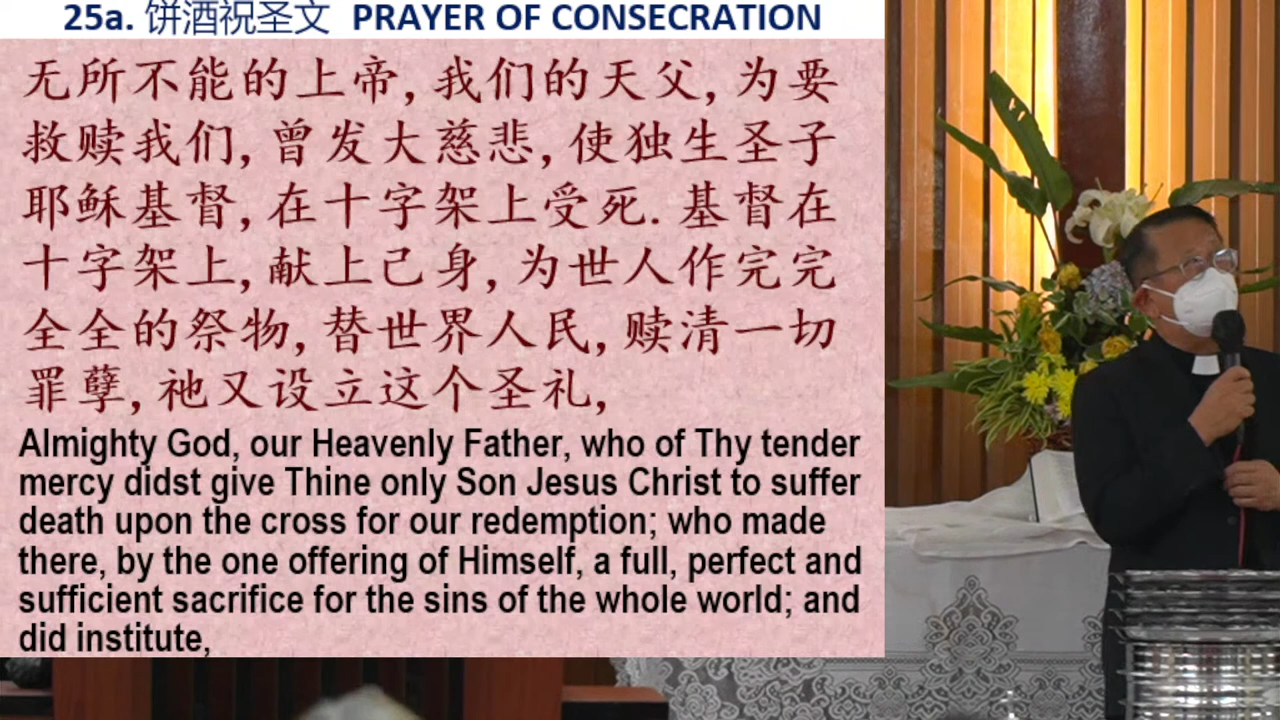 25a. 饼酒祝圣文 PRAYER OF CONSECRATION
无所不能的上帝, 我们的天父, 为要
救赎我们, 曾发大慈悲, 使独生圣子
耶稣基督, 在十字架上受死. 基督在
十字架上, 献上己身, 为世人作完完
全全的祭物, 替世界人民, 赎清一切
罪孽, 祂又设立这个圣礼,
Almighty God, our Heavenly Father, who of Thy tender
mercy didst give Thine only Son Jesus Christ to suffer
death upon the cross for our redemption; who made
there, by the one offering of Himself, a full, perfect and
sufficient sacrifice for the sins of the whole world; and
did institute,